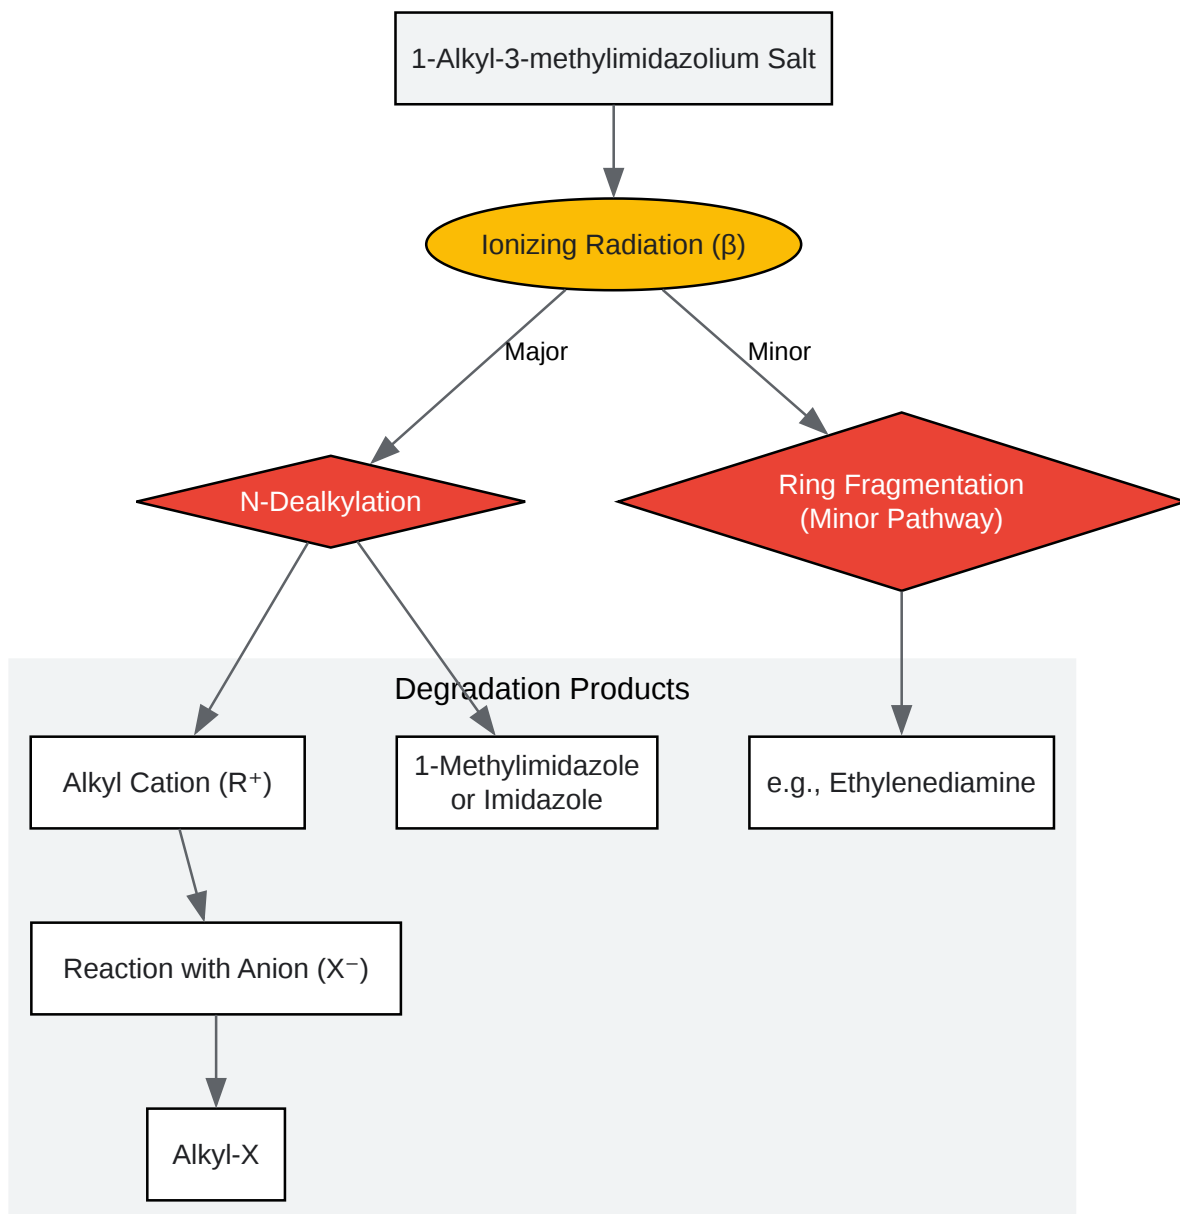 1-Alkyl-3-methylimidazolium Salt
Ionizing Radiation (β)
Major
Minor
N-Dealkylation
Ring Fragmentation
(Minor Pathway)
Degradation Products
Alkyl Cation (R⁺)
1-Methylimidazole
or Imidazole
e.g., Ethylenediamine
Reaction with Anion (X⁻)
Alkyl-X